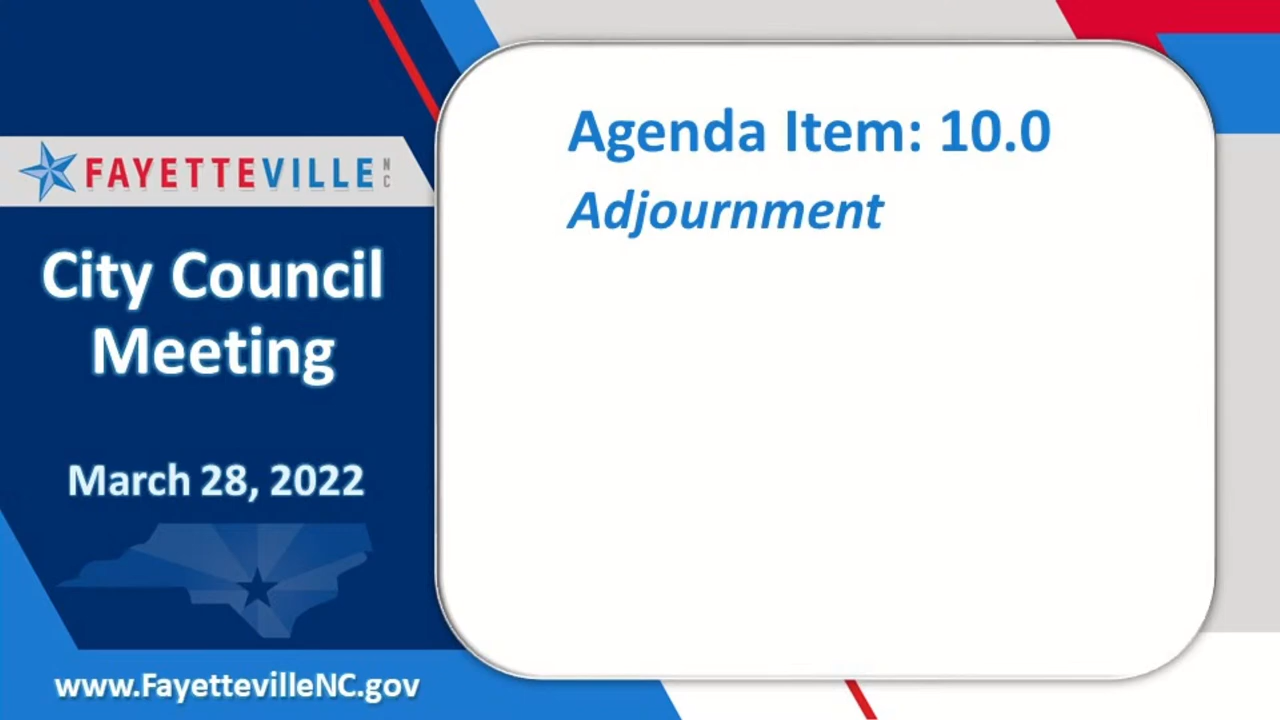 FAYETTEVILLE NC
City Council
Meeting
March 28, 2022
www.FayettevilleNC.gov
Agenda Item: 10.0
Adjournment